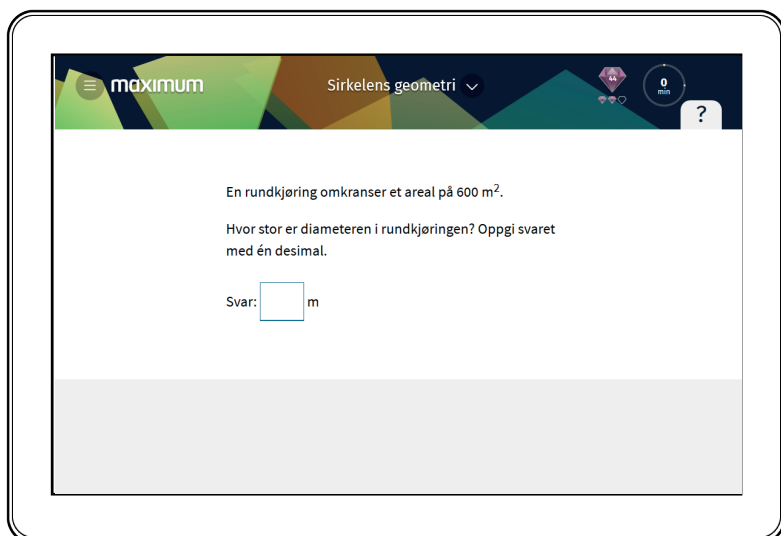 maximum
Sirkelens geometri
44
0
min
?
En rundkjøring omkranser et areal på 600 m².
Hvor stor er diameteren i rundkjøringen? Oppgi svaret
med én desimal.
Svar: m